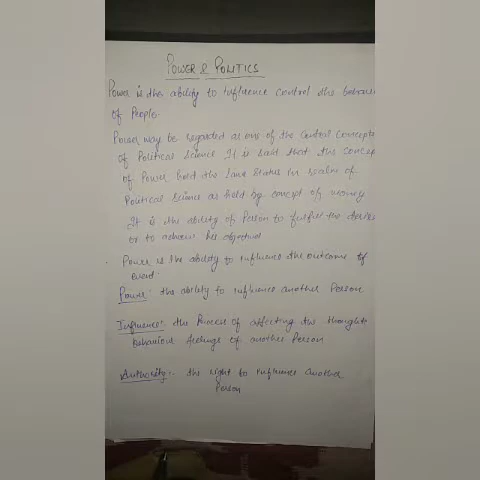 POWER & POLITICS
Power is the ability to influence control the behavi
of People.
Power may be regarded as one of the central concepts
of Political Science It is said that the concep
of Power hold the same status in realm of
Political Science as held by concept of money
It is the ability of Person to fulfill the desire
or to achieve his objectives
Power is the ability to influence the outcome of
event.
Power: the ability to influence another Person
Influence: the Process of affecting the thoughts
behaviour feelings of another Person
Authority:- the right to influence another
Person